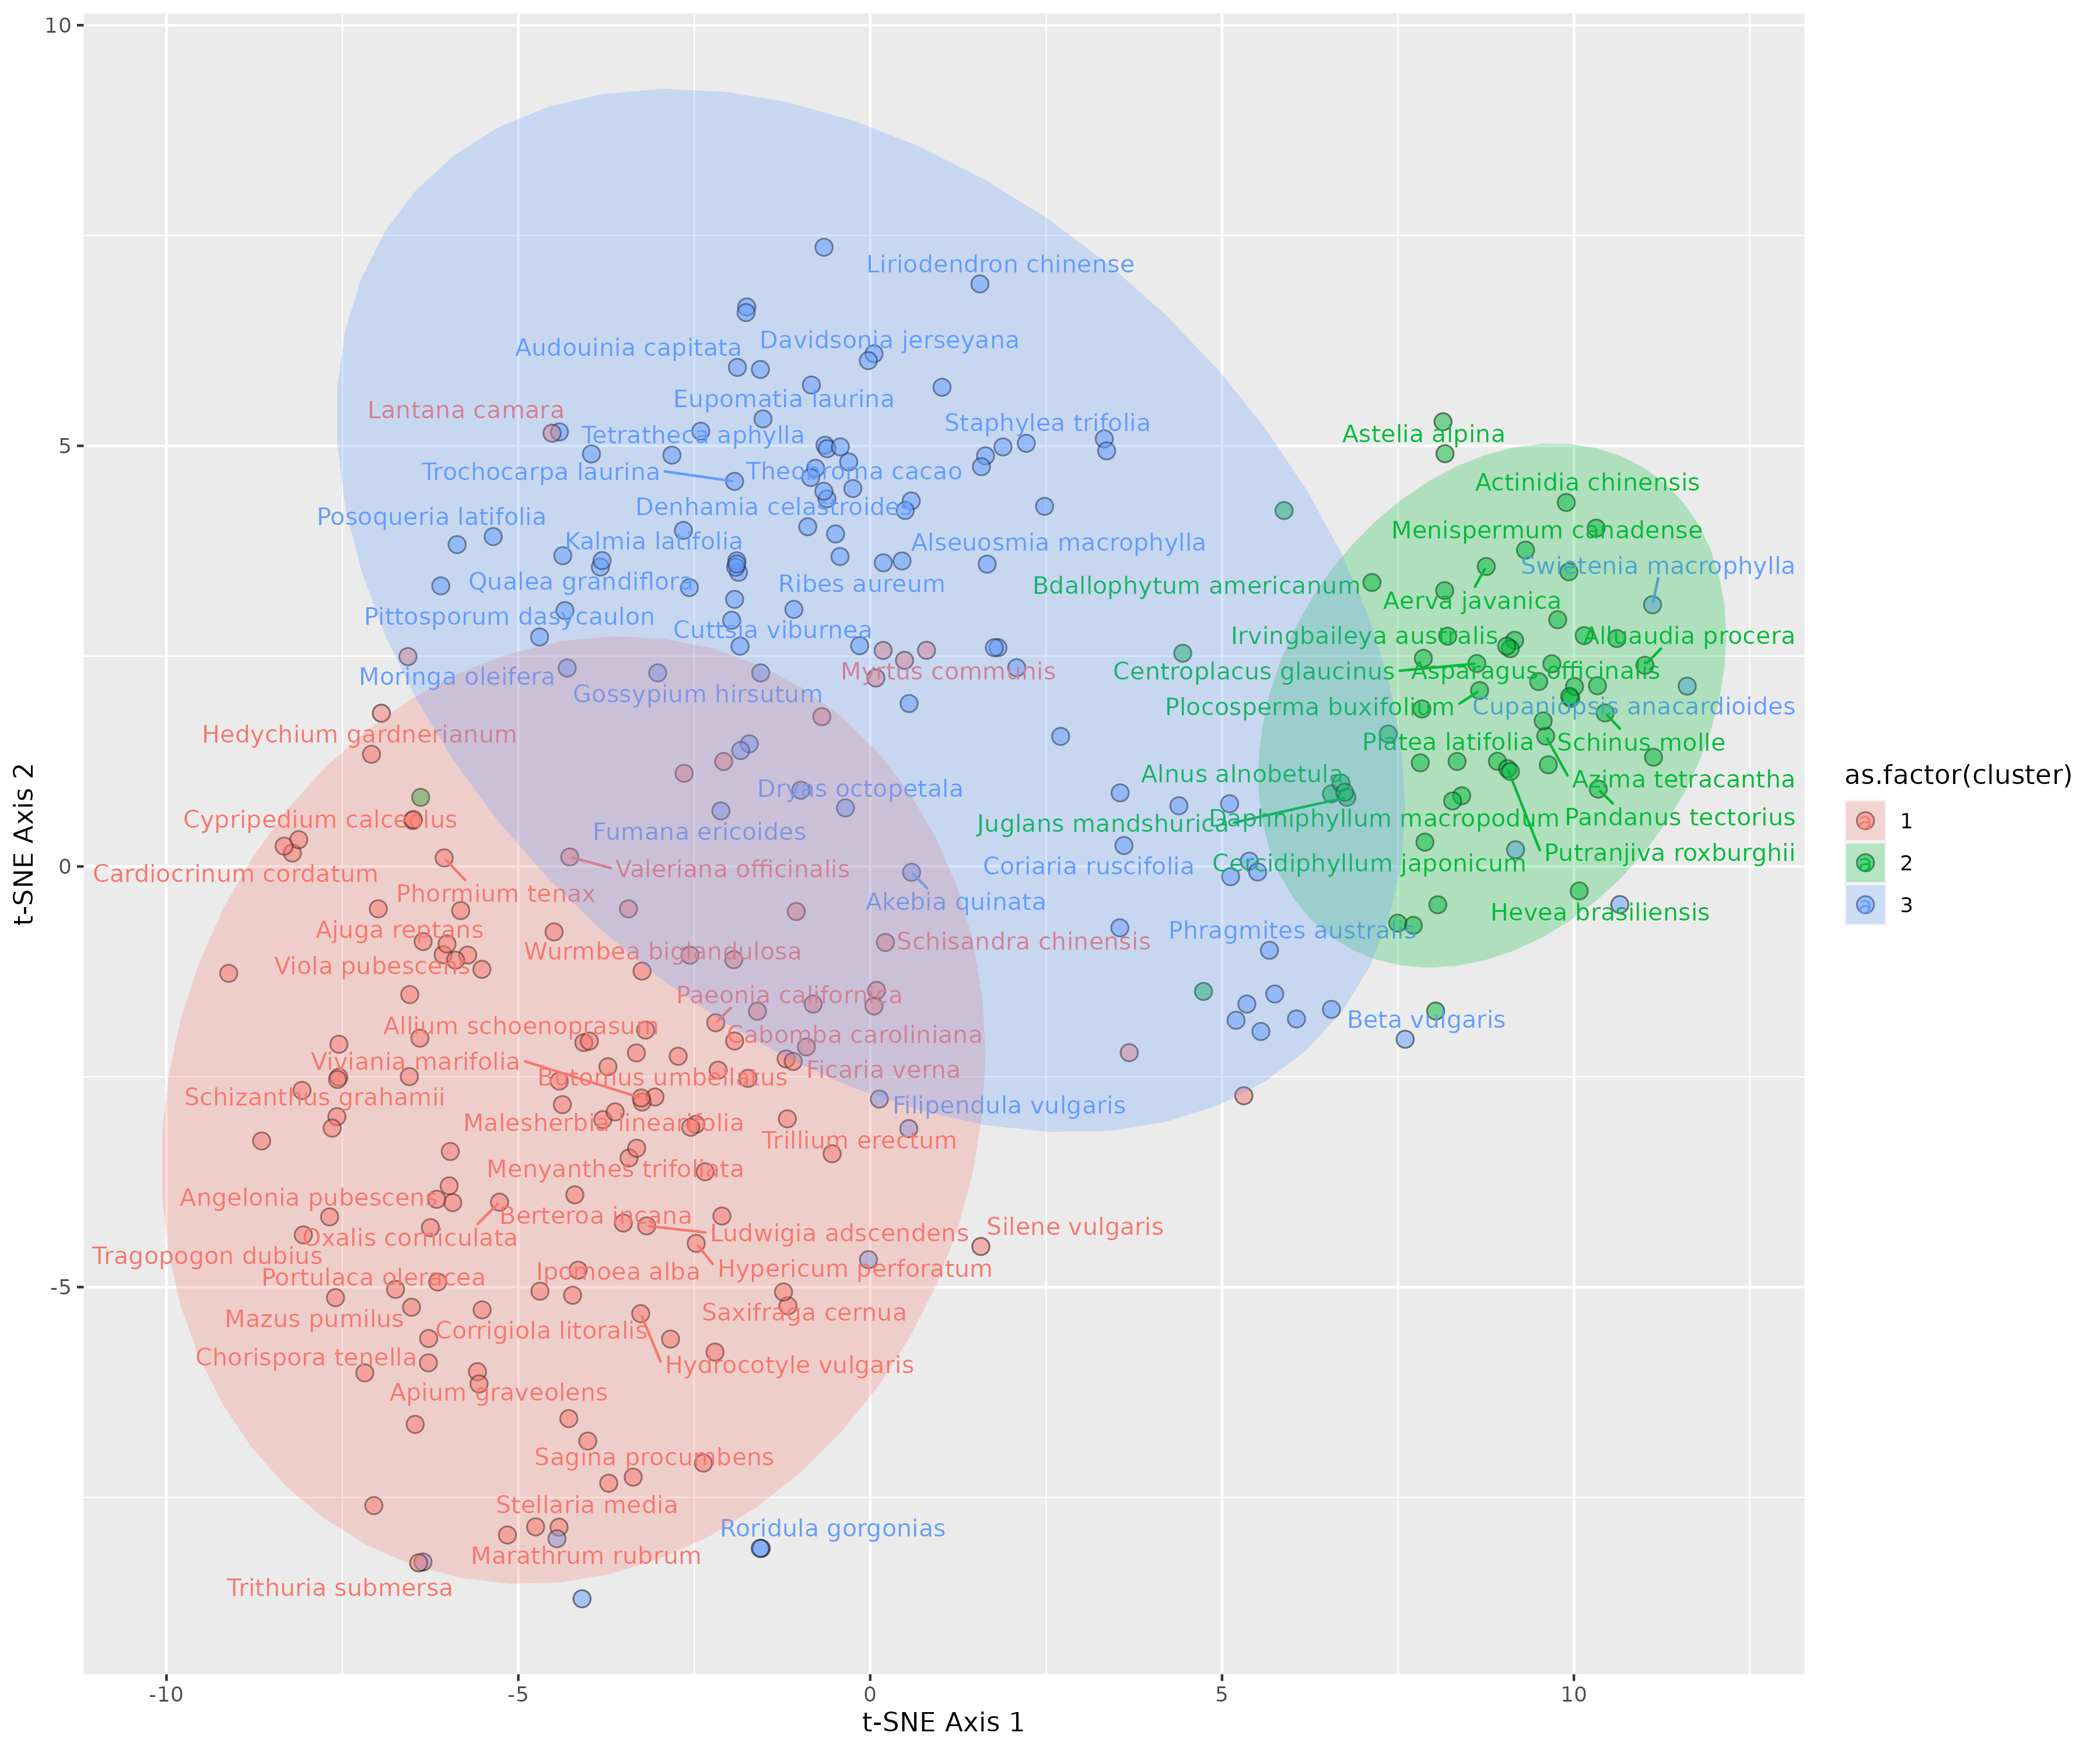 10
Liriodendron chinense
Davidsonia jerseyana
Audouinia capitata
Eupomatia laurina
Lantana camara
Staphylea trifolia
Tetratheca aphylla
Astelia alpina
5
Trochocarpa laurina
Theobroma cacao
Actinidia chinensis
Denhamia celastroides
Posoqueria latifolia
Menispermum canadense
Kalmia latifolia
Alseuosmia macrophylla
Swietenia macrophylla
Qualea grandiflora
Ribes aureum
Bdallophytum americanum
Aerva javanica
Pittosporum dasycaulon
Cuttsia viburnea
Irvingbaileya australis
Alluaudia procera
Moringa oleifera
Myrtus communis
Centroplacus glaucinus
Asparagus officinalis
Gossypium hirsutum
Plocosperma buxifolium
Cupaniopsis anacardioides
Hedychium gardnerianum
Platea latifolia
Schinus molle
Alnus alnobetula
Azima tetracantha
Dryas octopetala
Cypripedium calceolus
Fumana ericoides
Juglans mandshurica
Daphniphyllum macropodum
Pandanus tectorius
Putranjiva roxburghii
0
Cardiocrinum cordatum
Valeriana officinalis
Coriaria ruscifolia
Cercidiphyllum japonicum
Phormium tenax
Akebia quinata
Hevea brasiliensis
Ajuga reptans
Wurmbea biglandulosa
Schisandra chinensis
Phragmites australis
Viola pubescens
Paeonia californica
Allium schoenoprasum
Cabomba caroliniana
Beta vulgaris
Viviania marifolia
Butomus umbellatus
Ficaria verna
Schizanthus grahamii
Filipendula vulgaris
Malesherbia linearifolia
Trillium erectum
Menyanthes trifoliata
Angelonia pubescens
Berteroa incana
Oxalis corniculata
Ludwigia adscendens
Silene vulgaris
Tragopogon dubius
Portulaca oleracea
Ipomoea alba
Hypericum perforatum
-5
Mazus pumilus
Corrigiola litoralis
Saxifraga cernua
Chorispora tenella
Hydrocotyle vulgaris
Apium graveolens
Sagina procumbens
Stellaria media
Roridula gorgonias
Marathrum rubrum
Trithuria submersa
-10
-5
0
5
10
t-SNE Axis 1
t-SNE Axis 2
as.factor(cluster)
a 1
a 2
a 3